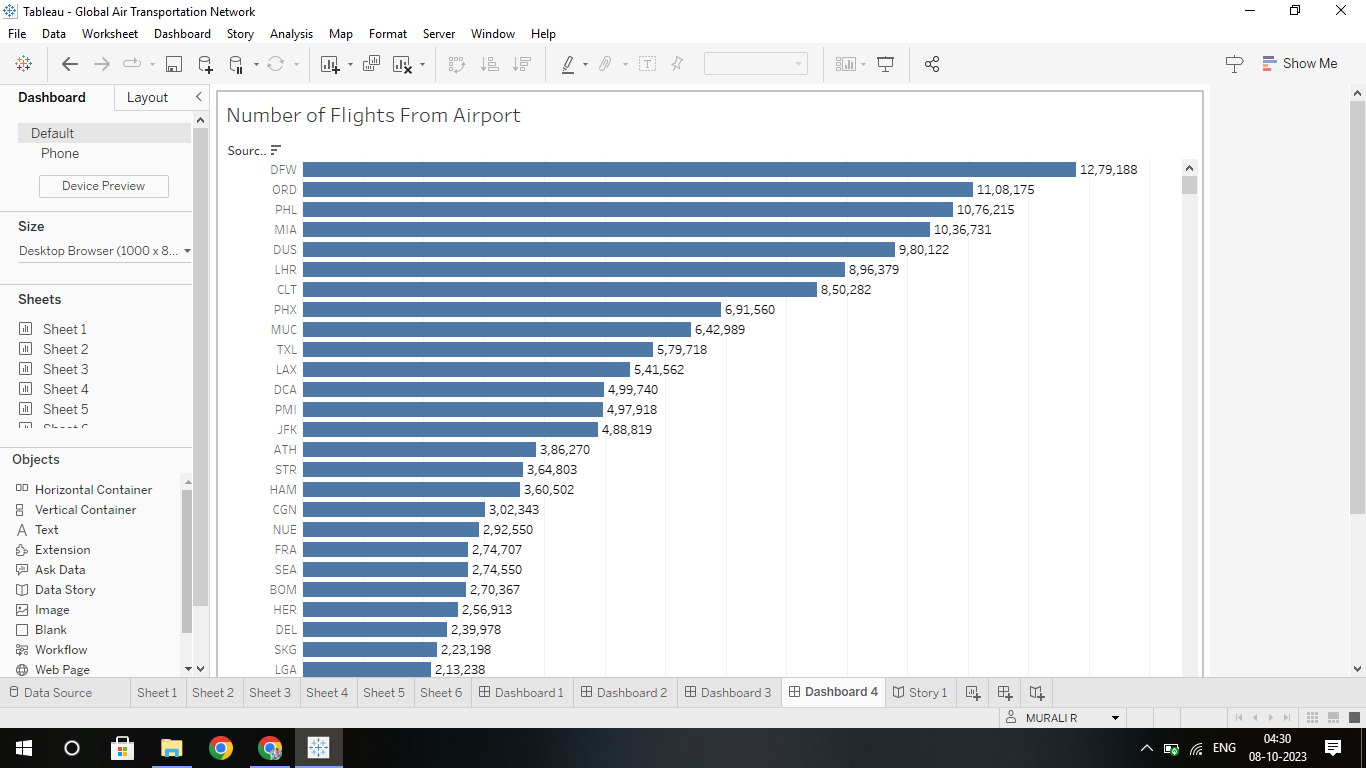 Tableau - Global Air Transportation Network
File Data Worksheet Dashboard Story Analysis Map Format Server Window Help
Show Me
Dashboard Layout
Default
Phone
Device Preview
Size
Desktop Browser (1000 x 8...
Sheets
Sheet 1
Sheet 2
Sheet 3
Sheet 4
Sheet 5
Objects
Horizontal Container
Vertical Container
Text
Extension
Ask Data
Data Story
Image
Blank
Workflow
Web Page
Number of Flights From Airport
Sourc..
DFW 12,79,188
ORD 11,08,175
PHL 10,76,215
MIA 10,36,731
DUS 9,80,122
LHR 8,96,379
CLT 8,50,282
PHX 6,91,560
MUC 6,42,989
TXL 5,79,718
LAX 5,41,562
DCA 4,99,740
PMI 4,97,918
JFK 4,88,819
ATH 3,86,270
STR 3,64,803
HAM 3,60,502
CGN 3,02,343
NUE 2,92,550
FRA 2,74,707
SEA 2,74,550
BOM 2,70,367
HER 2,56,913
DEL 2,39,978
SKG 2,23,198
LGA 2,13,238
Data Source Sheet 1 Sheet 2 Sheet 3 Sheet 4 Sheet 5 Sheet 6 Dashboard 1 Dashboard 2 Dashboard 3 Dashboard 4 Story 1
MURALI R
ENG
04:30
08-10-2023